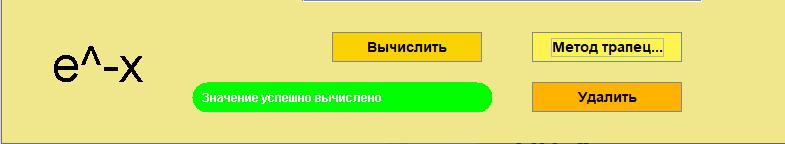 Вычислить
Метод трапец...
e^-x
Значение успешно вычислено
Удалить